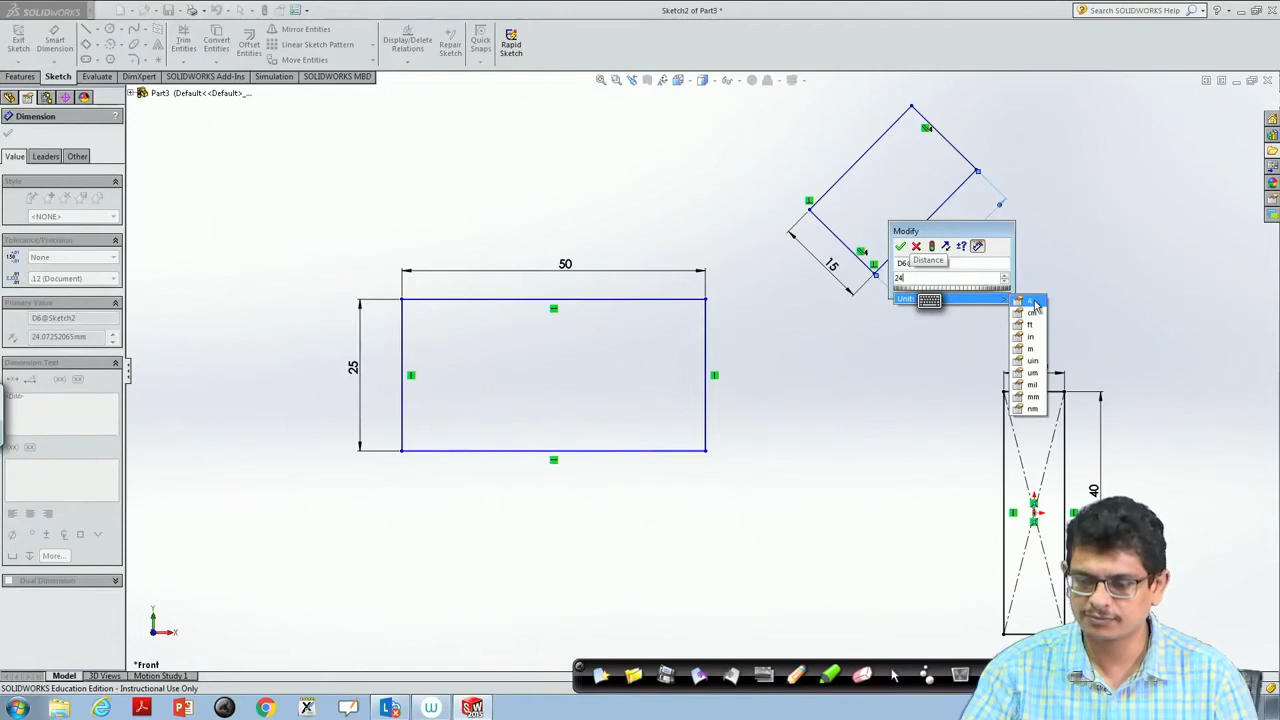 SOLIDWORKS
Sketch2 of Part3 *
Search SOLIDWORKS Help
Exit Sketch
Smart Dimension
Trim Entities
Convert Entities
Offset Entities
Mirror Entities
Linear Sketch Pattern
Move Entities
Display/Delete Relations
Repair Sketch
Quick Snaps
Rapid Sketch
Features Sketch Evaluate DimXpert SOLIDWORKS Add-Ins Simulation SOLIDWORKS MBD
Part3 (Default<<Default>_...
Dimension
Value Leaders Other
Style
<NONE>
Tolerance/Precision
None
.12 (Document)
Primary Value
D6@Sketch2
24.07252065mm
Dimension Text
<DIM>
More...
Dual Dimension
50
25
15
40
Modify
D6@
Distance
24
Units
cm
ft
in
m
uin
um
mil
mm
nm
Y
X
*Front
Model 3D Views Motion Study 1
SOLIDWORKS Education Edition - Instructional Use Only